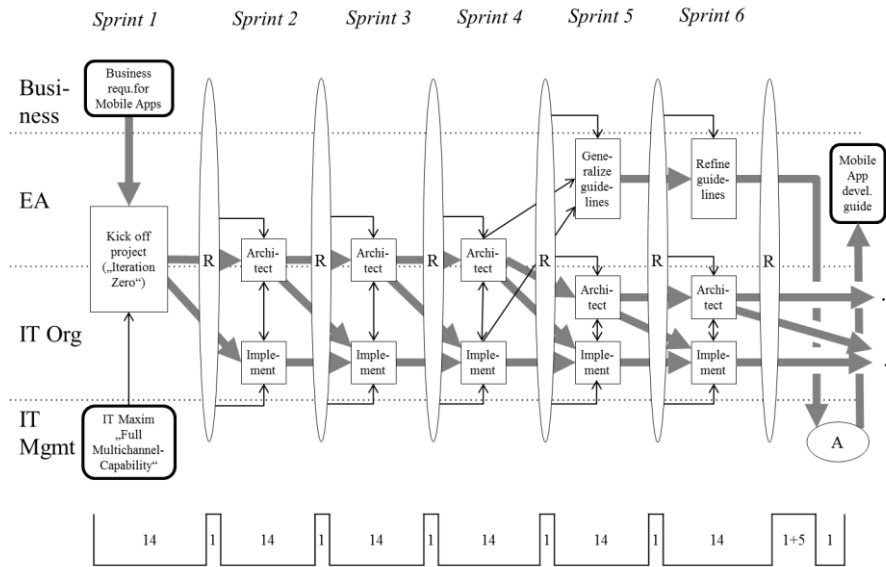 Sprint 1 Sprint 2 Sprint 3 Sprint 4 Sprint 5 Sprint 6
Busi-
ness
Business
requ.for
Mobile Apps
EA
Gene-
ralize
guide-
lines
Refine
guide-
lines
Mobile
App
devel.
guide
Kick off
project
(„Iteration
Zero“)
R
Archi-
tect
R
Archi-
tect
R
Archi-
tect
R
R
R
IT Org
Archi-
tect
Archi-
tect
Imple-
ment
Imple-
ment
Imple-
ment
Imple-
ment
Imple-
ment
IT
Mgmt
IT Maxim
„Full
Multichannel-
Capability“
A
14 1 14 1 14 1 14 1 14 1 14 1+5 1